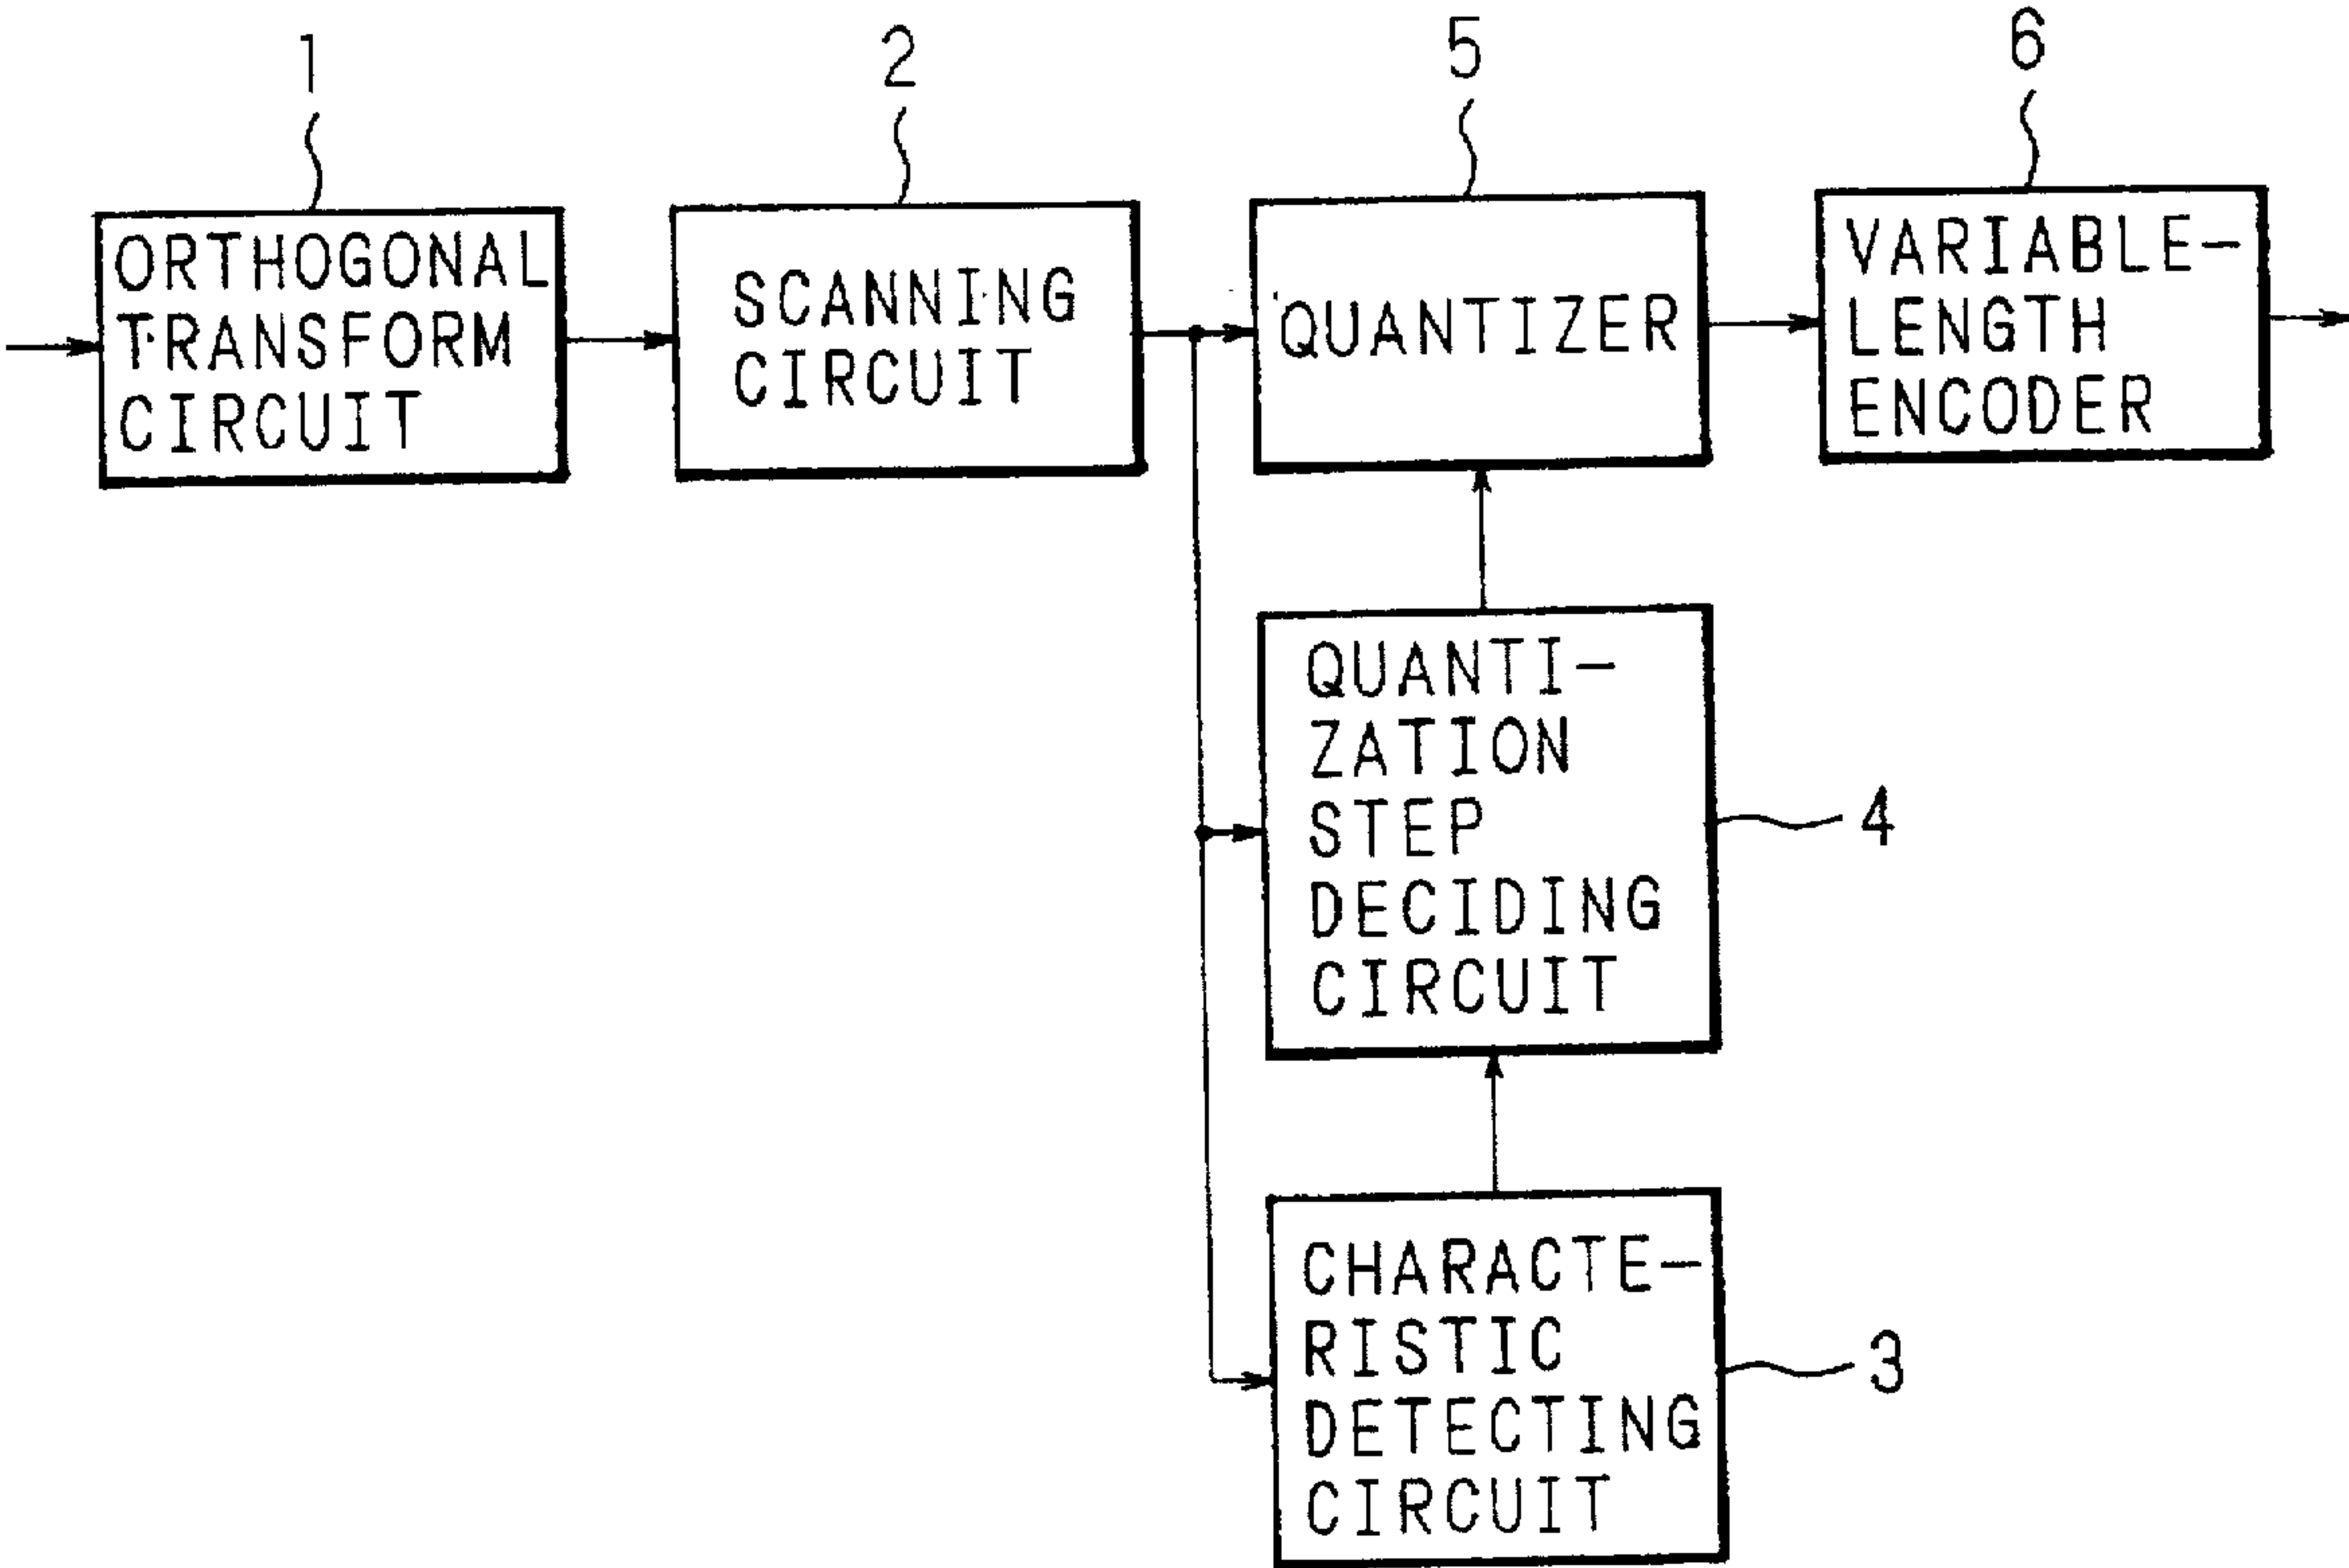 1
2
5
6
ORTHOGONAL
TRANSFORM
CIRCUIT
SCANNING
CIRCUIT
QUANTIZER
VARIABLE-
LENGTH
ENCODER
QUANTI-
ZATION
STEP
DECIDING
CIRCUIT
4
CHARACTE-
RISTIC
DETECTING
CIRCUIT
3